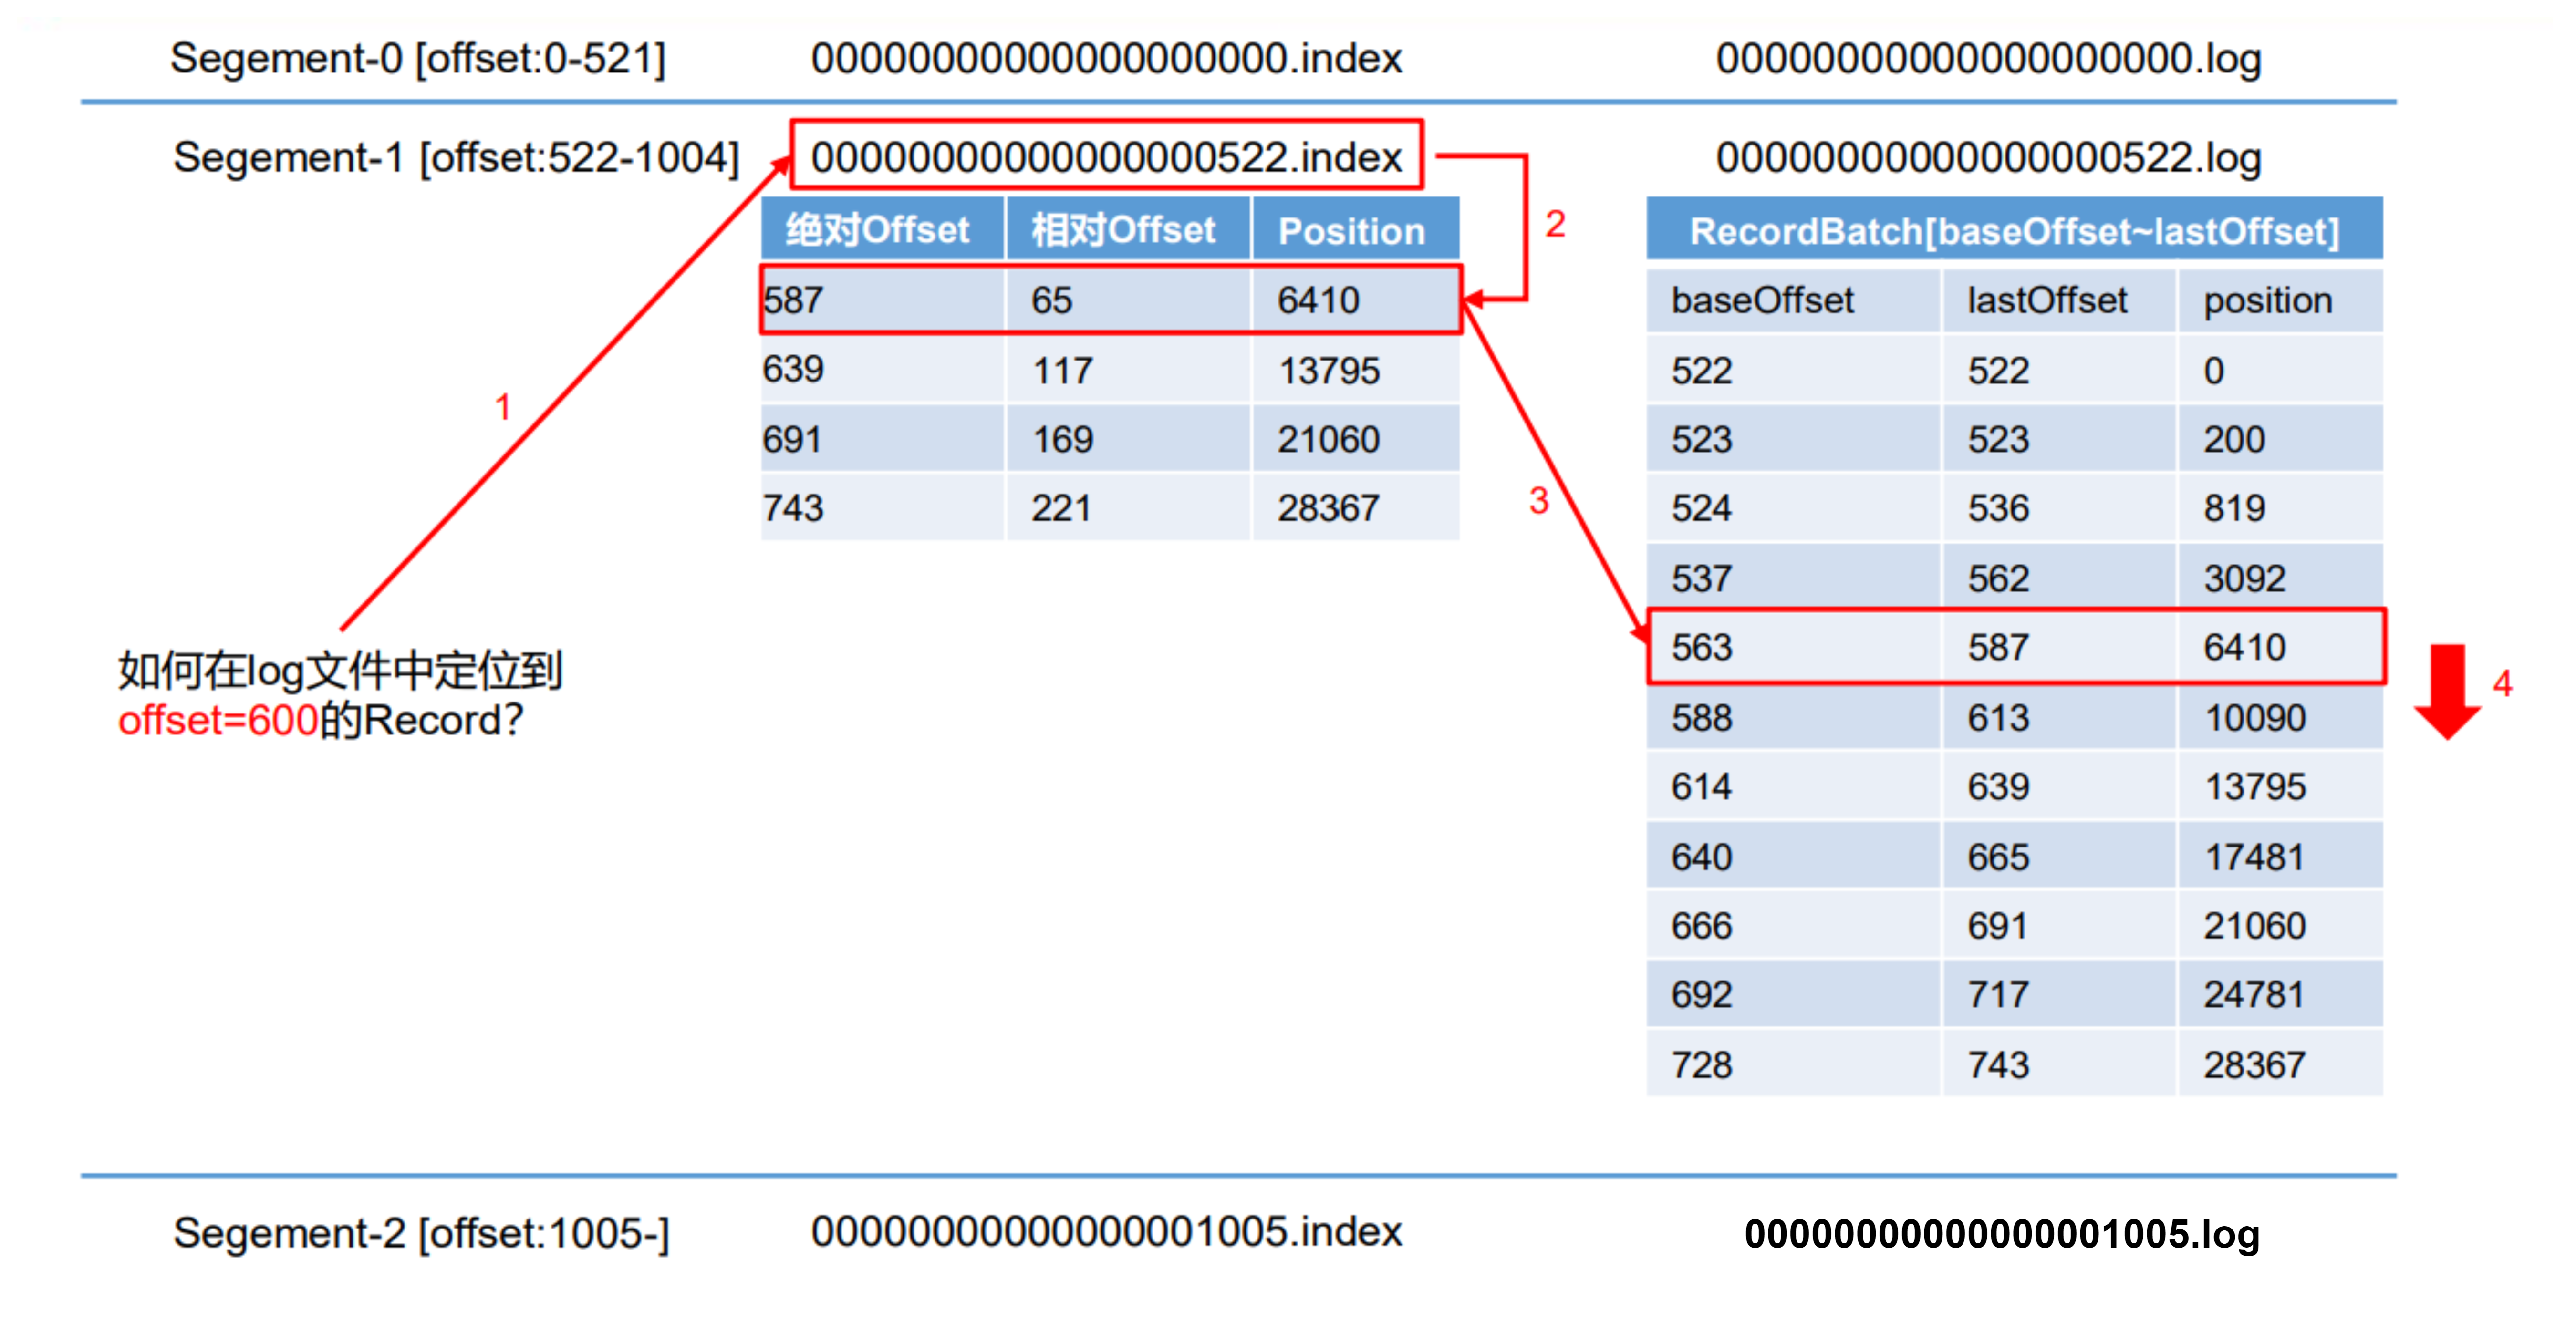 Segement-0 [offset:0-521] 00000000000000000000.index 00000000000000000000.log
Segement-1 [offset:522-1004] 00000000000000000522.index 00000000000000000522.log
绝对Offset 相对Offset Position
587 65 6410
639 117 13795
691 169 21060
743 221 28367
1
2
3
如何在log文件中定位到
offset=600的Record?
RecordBatch[baseOffset~lastOffset]
baseOffset lastOffset position
522 522 0
523 523 200
524 536 819
537 562 3092
563 587 6410
588 613 10090
614 639 13795
640 665 17481
666 691 21060
692 717 24781
728 743 28367
4
Segement-2 [offset:1005-] 00000000000000001005.index 00000000000000001005.log